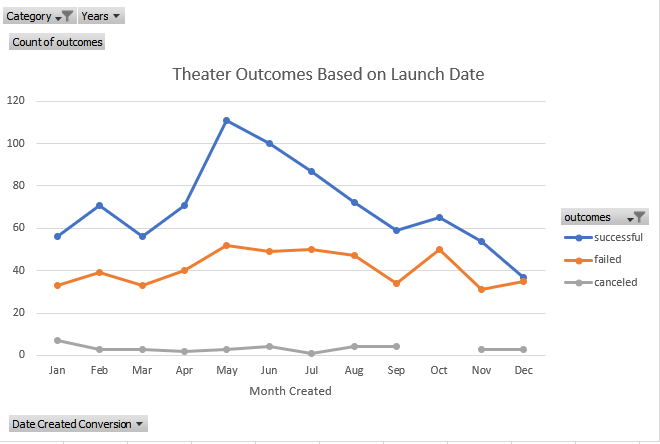 Category Years
Count of outcomes
Theater Outcomes Based on Launch Date
120
100
80
60
40
20
0
Jan Feb Mar Apr May Jun Jul Aug Sep Oct Nov Dec
Month Created
outcomes
successful
failed
canceled
Date Created Conversion